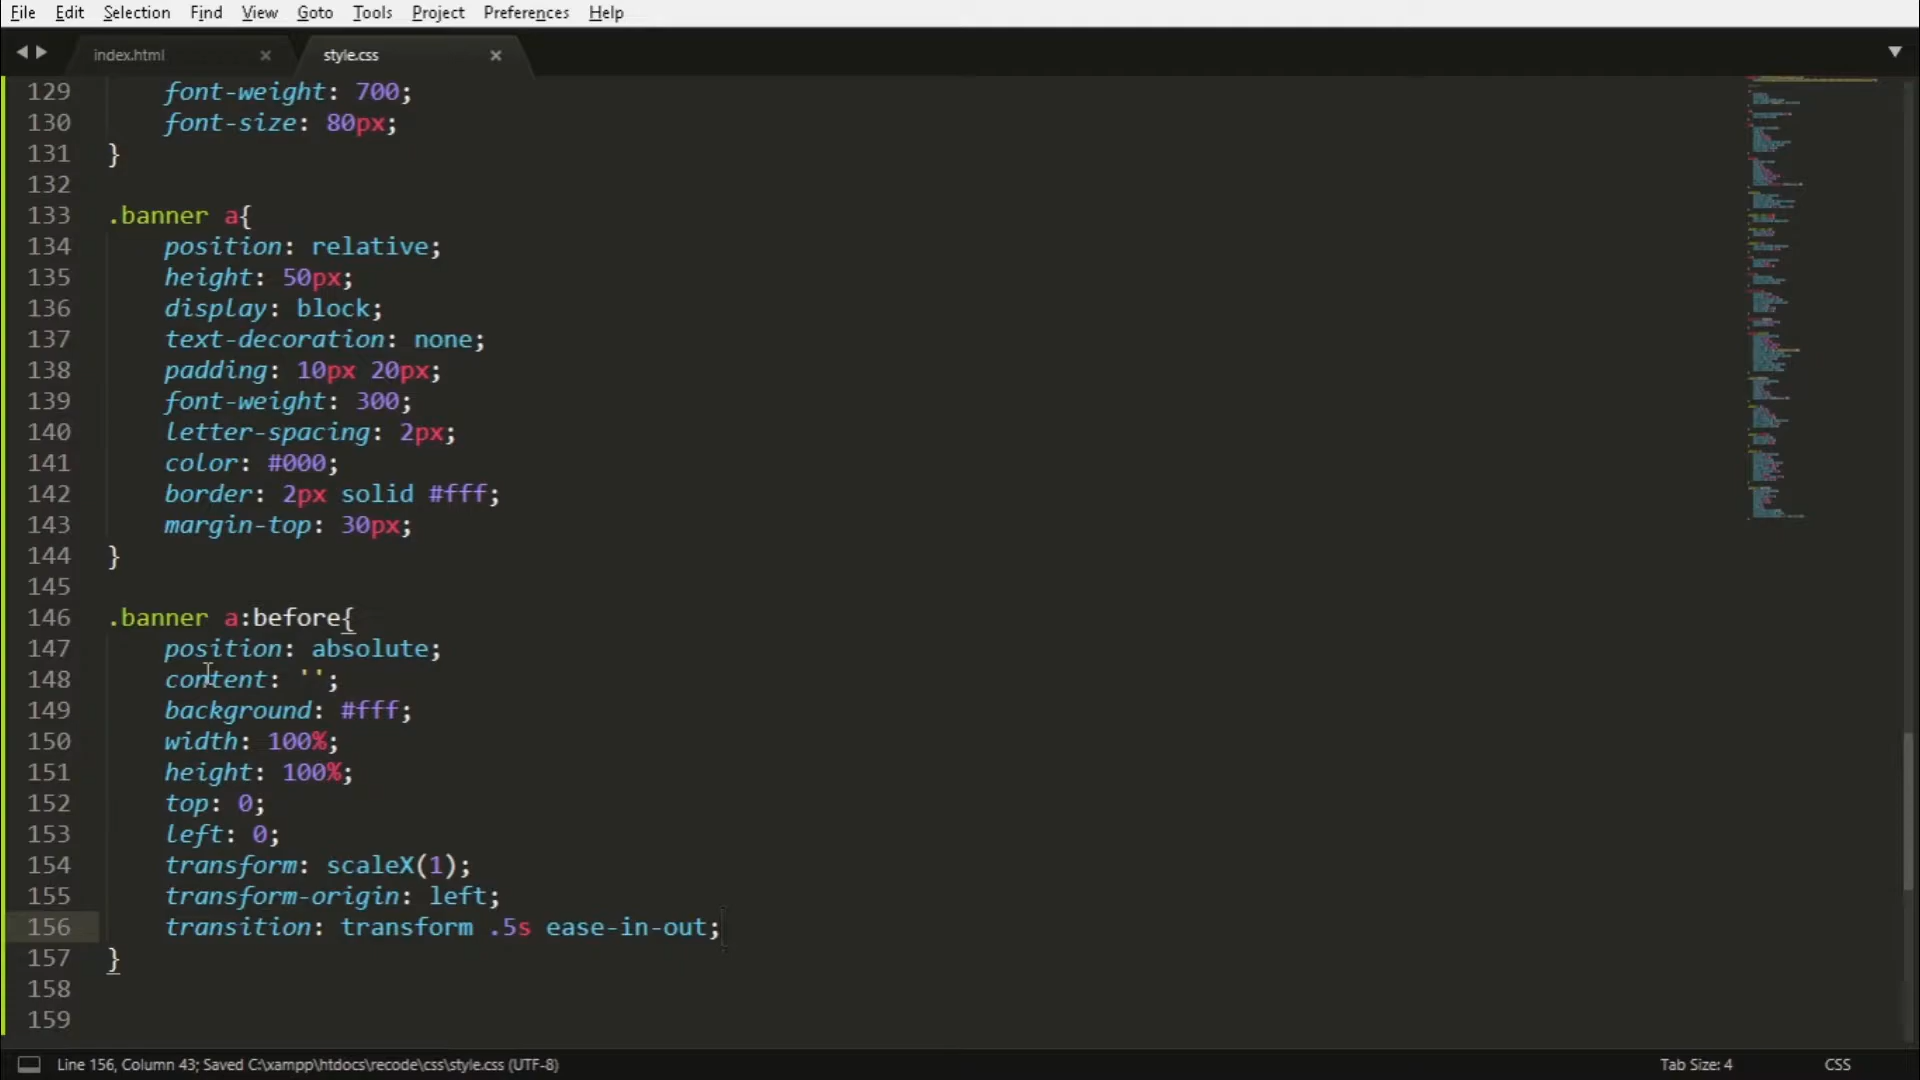 File Edit Selection Find View Goto Tools Project Preferences Help
index.html × style.css ×
129 font-weight: 700;
130 font-size: 80px;
131 }
132
133 .banner a{
134 position: relative;
135 height: 50px;
136 display: block;
137 text-decoration: none;
138 padding: 10px 20px;
139 font-weight: 300;
140 letter-spacing: 2px;
141 color: #000;
142 border: 2px solid #fff;
143 margin-top: 30px;
144 }
145
146 .banner a:before{
147 position: absolute;
148 content: '';
149 background: #fff;
150 width: 100%;
151 height: 100%;
152 top: 0;
153 left: 0;
154 transform: scaleX(1);
155 transform-origin: left;
156 transition: transform .5s ease-in-out;
157 }
158
159
Line 156, Column 43; Saved C:\xampp\htdocs\recode\css\style.css (UTF-8) Tab Size: 4 CSS